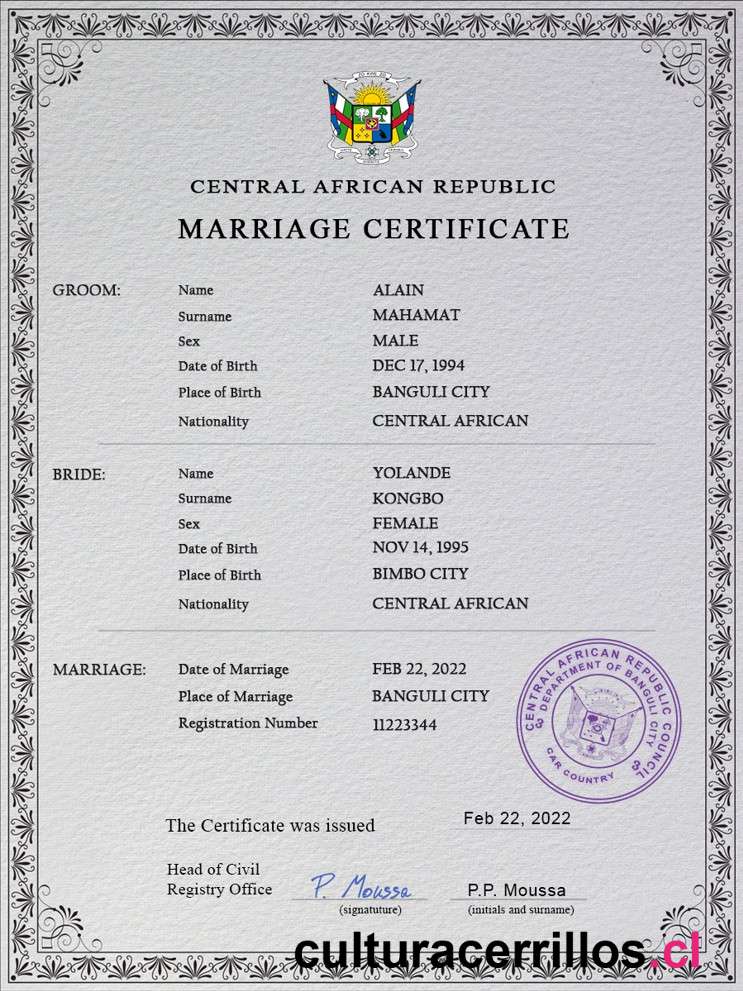 CENTRAL AFRICAN REPUBLIC
MARRIAGE CERTIFICATE
GROOM: Name ALAIN
Surname MAHAMAT
Sex MALE
Date of Birth DEC 17, 1994
Place of Birth BANGULI CITY
Nationality CENTRAL AFRICAN
BRIDE: Name YOLANDE
Surname KONGBO
Sex FEMALE
Date of Birth NOV 14, 1995
Place of Birth BIMBO CITY
Nationality CENTRAL AFRICAN
MARRIAGE: Date of Marriage FEB 22, 2022
Place of Marriage BANGULI CITY
Registration Number 11223344
CENTRAL AFRICAN REPUBLIC COUNCIL
DEPARTMENT OF BANGULI CITY
CAR COUNTRY
The Certificate was issued Feb 22, 2022
Head of Civil
Registry Office P. Moussa P.P. Moussa
(signatuture) (initials and surname)
culturacerrillos.cl